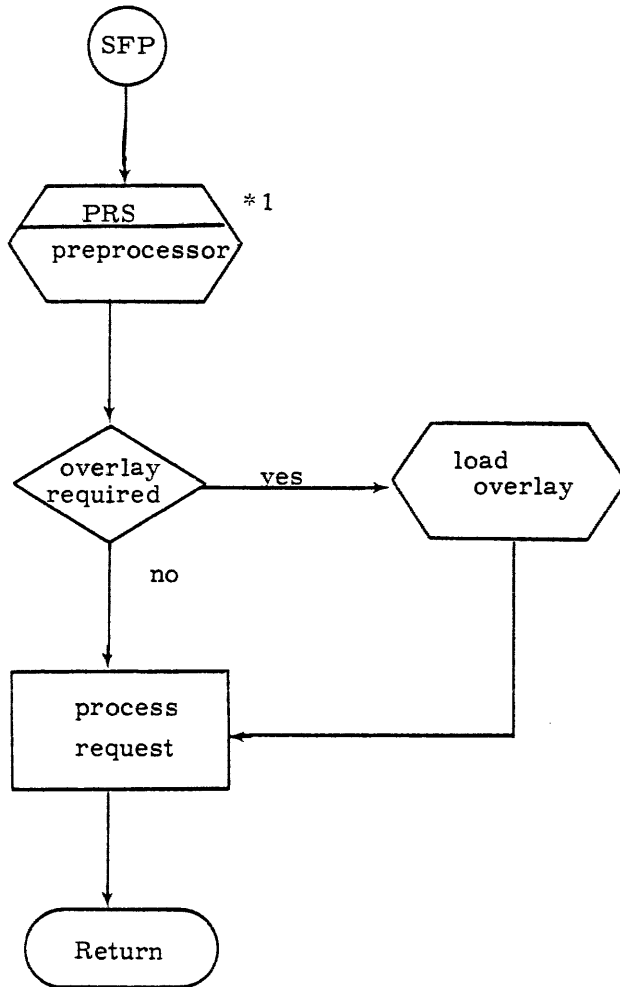 SFP
PRS
*1
preprocessor
overlay
required
yes
load
overlay
no
process
request
Return